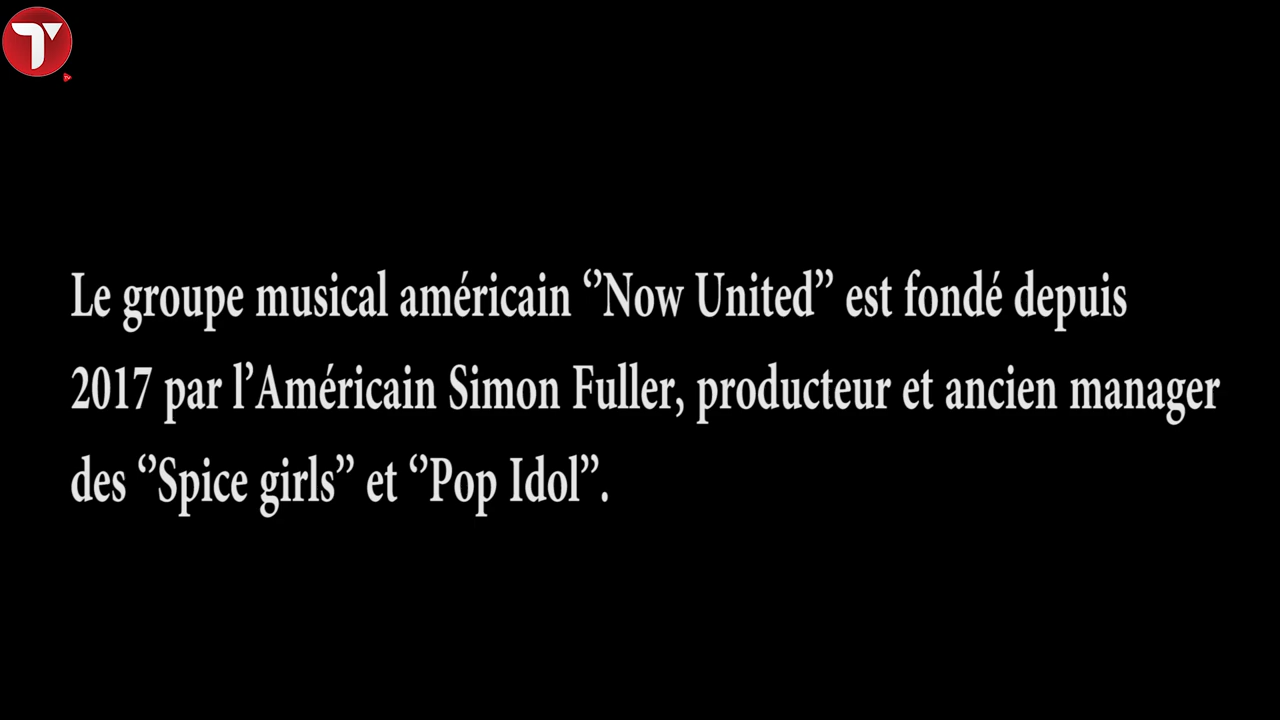 Le groupe musical américain ‘’Now United’’ est fondé depuis
2017 par l’Américain Simon Fuller, producteur et ancien manager
des ‘’Spice girls’’ et ‘’Pop Idol’’.